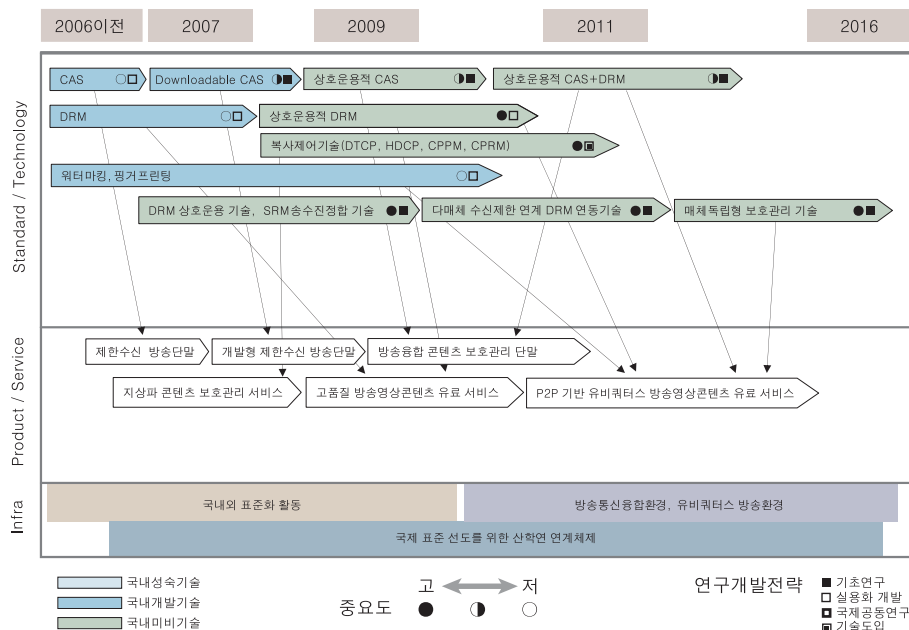 2006이전
2007
2009
2011
2016
Standard / Technology
CAS
Downloadable CAS
상호운용적 CAS
상호운용적 CAS+DRM
DRM
상호운용적 DRM
복사제어기술(DTCP, HDCP, CPPM, CPRM)
워터마킹, 핑거프린팅
DRM 상호운용 기술, SRM송수진정합 기술
다매체 수신제한 연계 DRM 연동기술
매체독립형 보호관리 기술
Product / Service
제한수신 방송단말
개발형 제한수신 방송단말
방송융합 콘텐츠 보호관리 단말
지상파 콘텐츠 보호관리 서비스
고품질 방송영상콘텐츠 유료 서비스
P2P 기반 유비쿼터스 방송영상콘텐츠 유료 서비스
Infra
국내외 표준화 활동
방송통신융합환경, 유비쿼터스 방송환경
국제 표준 선도를 위한 산학연 연계체제
국내성숙기술
국내개발기술
국내미비기술
고
저
중요도
연구개발전략
기초연구
실용화 개발
국제공동연구
기술도입